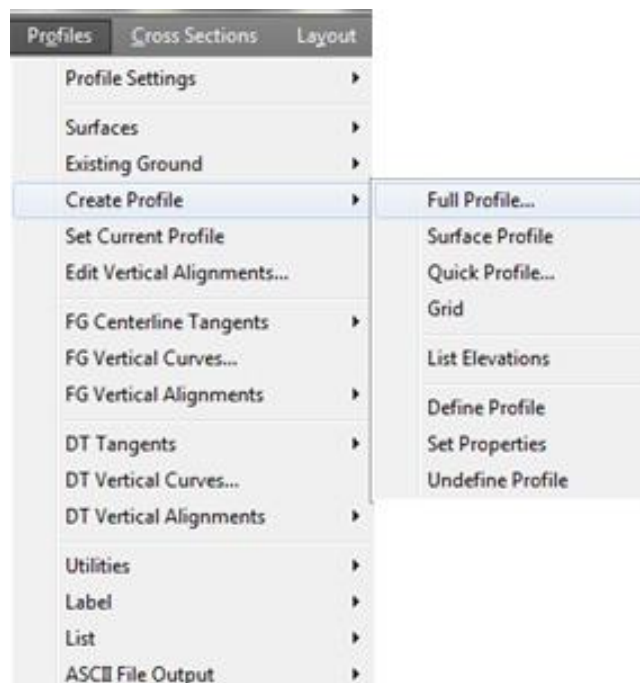 Profiles Cross Sections Layout
Profile Settings
Surfaces
Existing Ground
Create Profile
Set Current Profile
Edit Vertical Alignments...
FG Centerline Tangents
FG Vertical Curves...
FG Vertical Alignments
DT Tangents
DT Vertical Curves...
DT Vertical Alignments
Utilities
Label
List
ASCII File Output
Full Profile...
Surface Profile
Quick Profile...
Grid
List Elevations
Define Profile
Set Properties
Undefine Profile